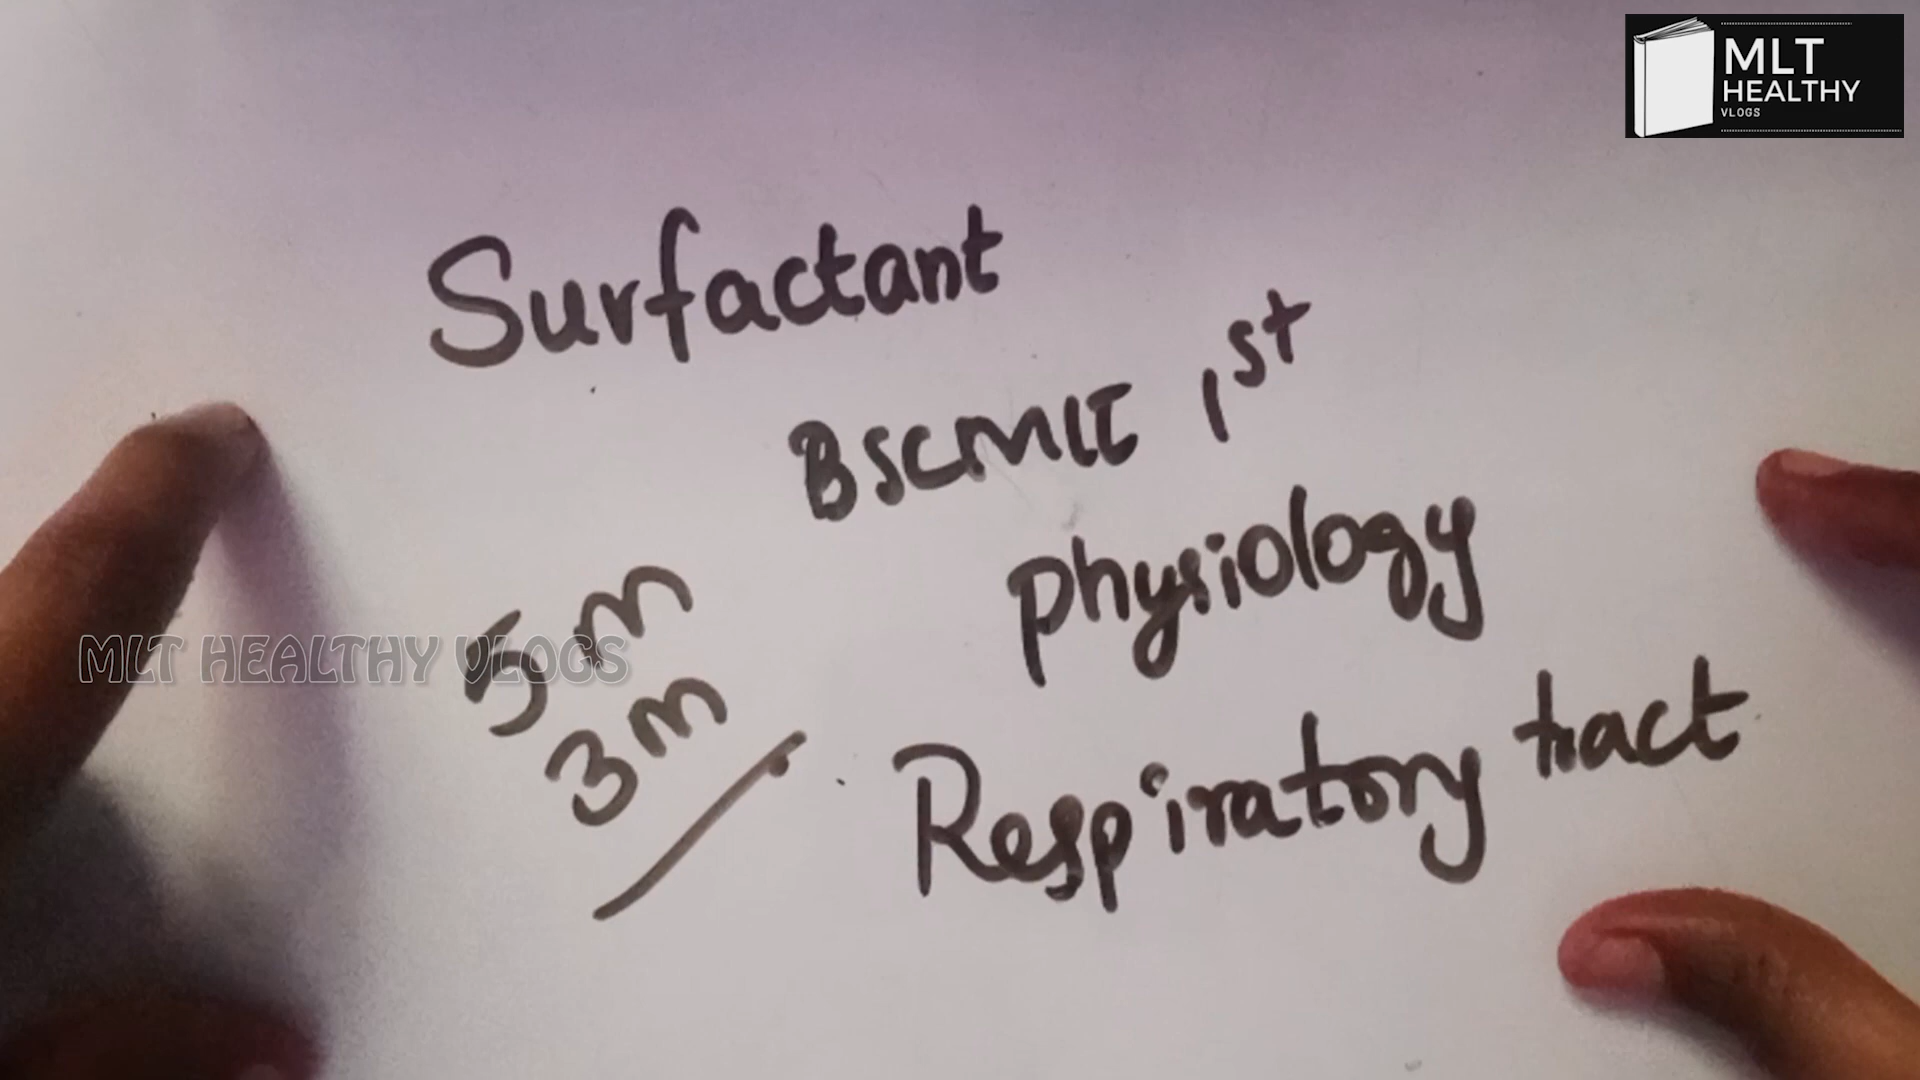 MLT
HEALTHY
VLOGS
Surfactant
BSCMLT 1st
physiology
5m
3m
Respiratory tract
MLT HEALTHY VLOGS